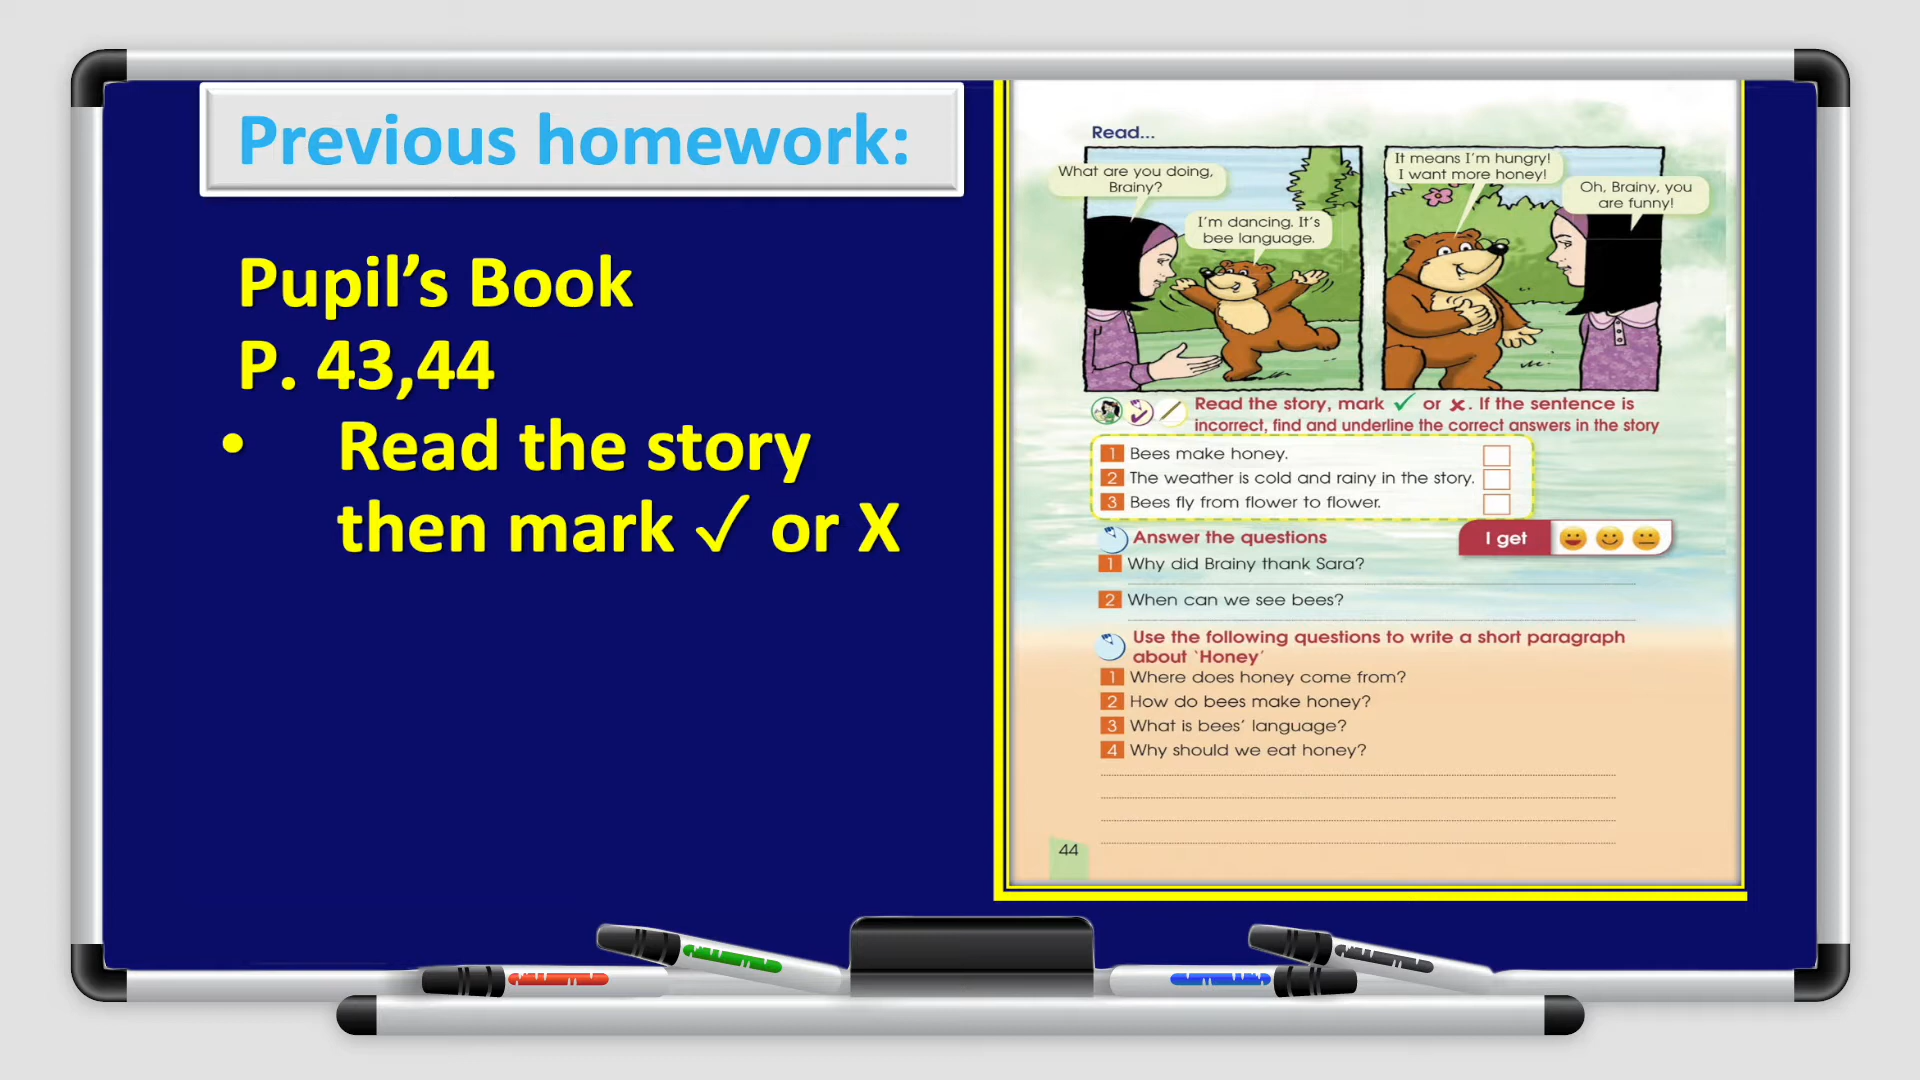 Previous homework:
Pupil’s Book
P. 43,44
• Read the story
then mark ✓ or X
Read...
What are you doing,
Brainy?
I’m dancing. It’s
bee language.
It means I’m hungry!
I want more honey!
Oh, Brainy, you
are funny!
Read the story, mark ✓ or ✗. If the sentence is
incorrect, find and underline the correct answers in the story
1 Bees make honey.
2 The weather is cold and rainy in the story.
3 Bees fly from flower to flower.
Answer the questions
I get
1 Why did Brainy thank Sara?
2 When can we see bees?
Use the following questions to write a short paragraph
about ‘Honey’
1 Where does honey come from?
2 How do bees make honey?
3 What is bees’ language?
4 Why should we eat honey?
44